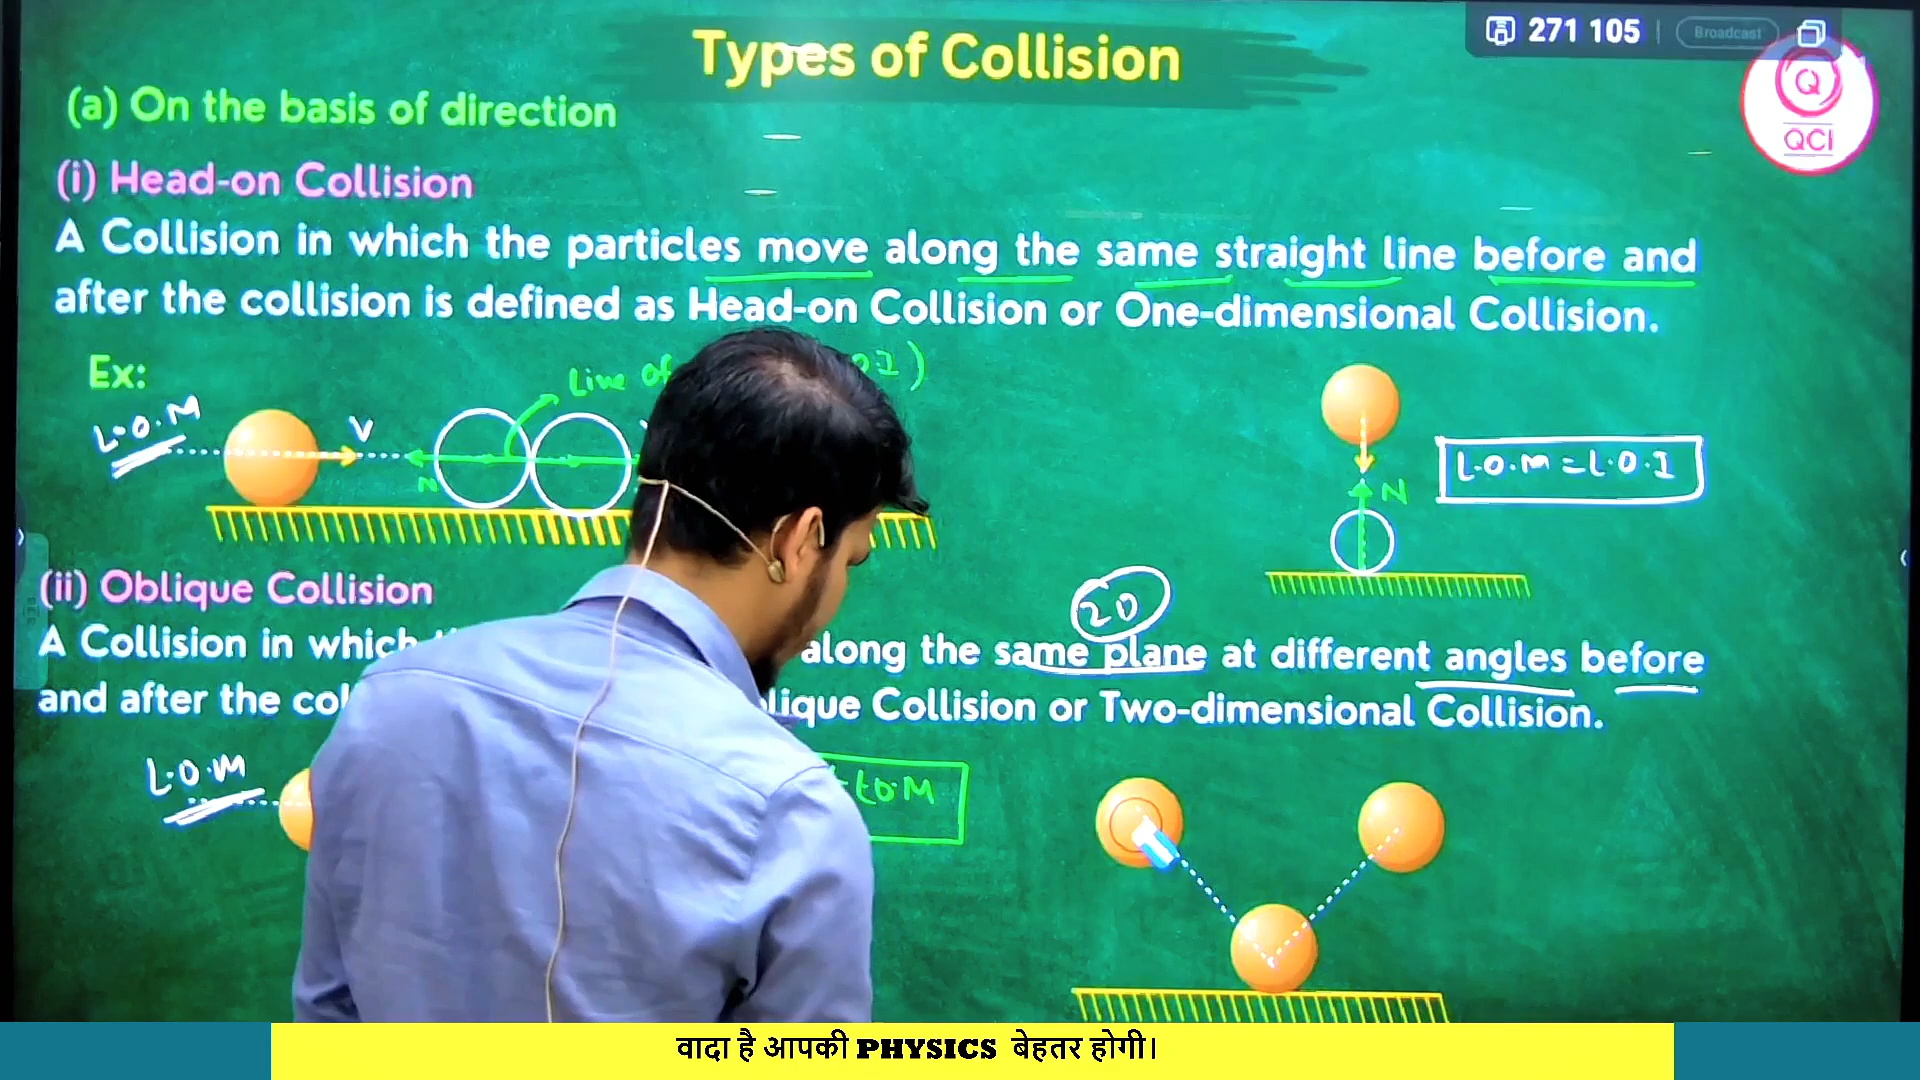 271 105
Broadcast
Types of Collision
Q
QCI
(a) On the basis of direction
(i) Head-on Collision
A Collision in which the particles move along the same straight line before and
after the collision is defined as Head-on Collision or One-dimensional Collision.
Ex:
Line of
O.I)
L.O.M
V
N
N
L.O.M = L.O.I
(ii) Oblique Collision
2D
A Collision in which along the same plane at different angles before
and after the Collision or Two-dimensional Collision.
L.O.M
L.O.M
वादा है आपकी PHYSICS बेहतर होगी।